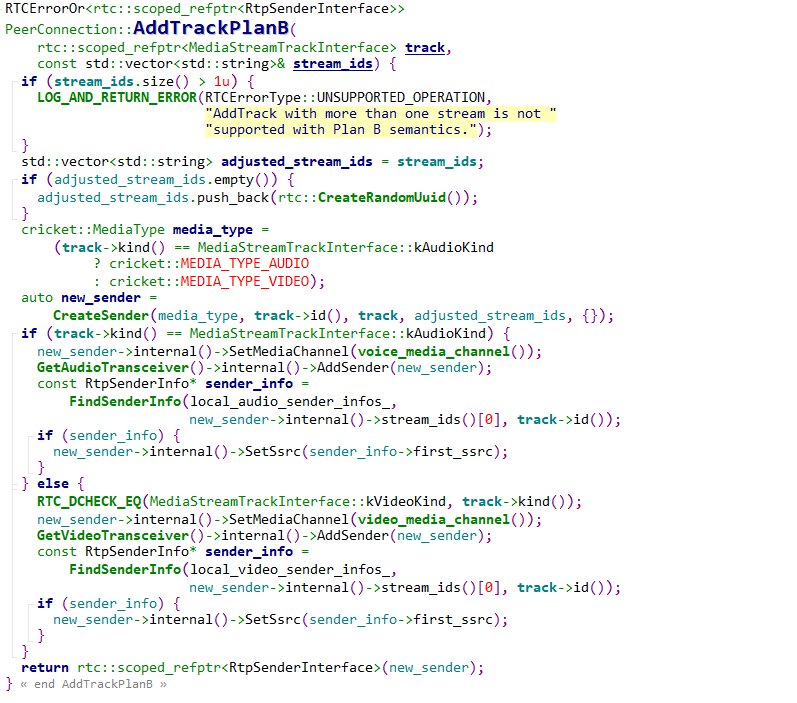 RTCErrorOr<rtc::scoped_refptr<RtpSenderInterface>>
PeerConnection::AddTrackPlanB(
    rtc::scoped_refptr<MediaStreamTrackInterface> track,
    const std::vector<std::string>& stream_ids) {
  if (stream_ids.size() > 1u) {
    LOG_AND_RETURN_ERROR(RTCErrorType::UNSUPPORTED_OPERATION,
                         "AddTrack with more than one stream is not "
                         "supported with Plan B semantics.");
  }
  std::vector<std::string> adjusted_stream_ids = stream_ids;
  if (adjusted_stream_ids.empty()) {
    adjusted_stream_ids.push_back(rtc::CreateRandomUuid());
  }
  cricket::MediaType media_type =
      (track->kind() == MediaStreamTrackInterface::kAudioKind
           ? cricket::MEDIA_TYPE_AUDIO
           : cricket::MEDIA_TYPE_VIDEO);
  auto new_sender =
      CreateSender(media_type, track->id(), track, adjusted_stream_ids, {});
  if (track->kind() == MediaStreamTrackInterface::kAudioKind) {
    new_sender->internal()->SetMediaChannel(voice_media_channel());
    GetAudioTransceiver()->internal()->AddSender(new_sender);
    const RtpSenderInfo* sender_info =
        FindSenderInfo(local_audio_sender_infos_,
                       new_sender->internal()->stream_ids()[0], track->id());
    if (sender_info) {
      new_sender->internal()->SetSsrc(sender_info->first_ssrc);
    }
  } else {
    RTC_DCHECK_EQ(MediaStreamTrackInterface::kVideoKind, track->kind());
    new_sender->internal()->SetMediaChannel(video_media_channel());
    GetVideoTransceiver()->internal()->AddSender(new_sender);
    const RtpSenderInfo* sender_info =
        FindSenderInfo(local_video_sender_infos_,
                       new_sender->internal()->stream_ids()[0], track->id());
    if (sender_info) {
      new_sender->internal()->SetSsrc(sender_info->first_ssrc);
    }
  }
  return rtc::scoped_refptr<RtpSenderInterface>(new_sender);
} « end AddTrackPlanB »